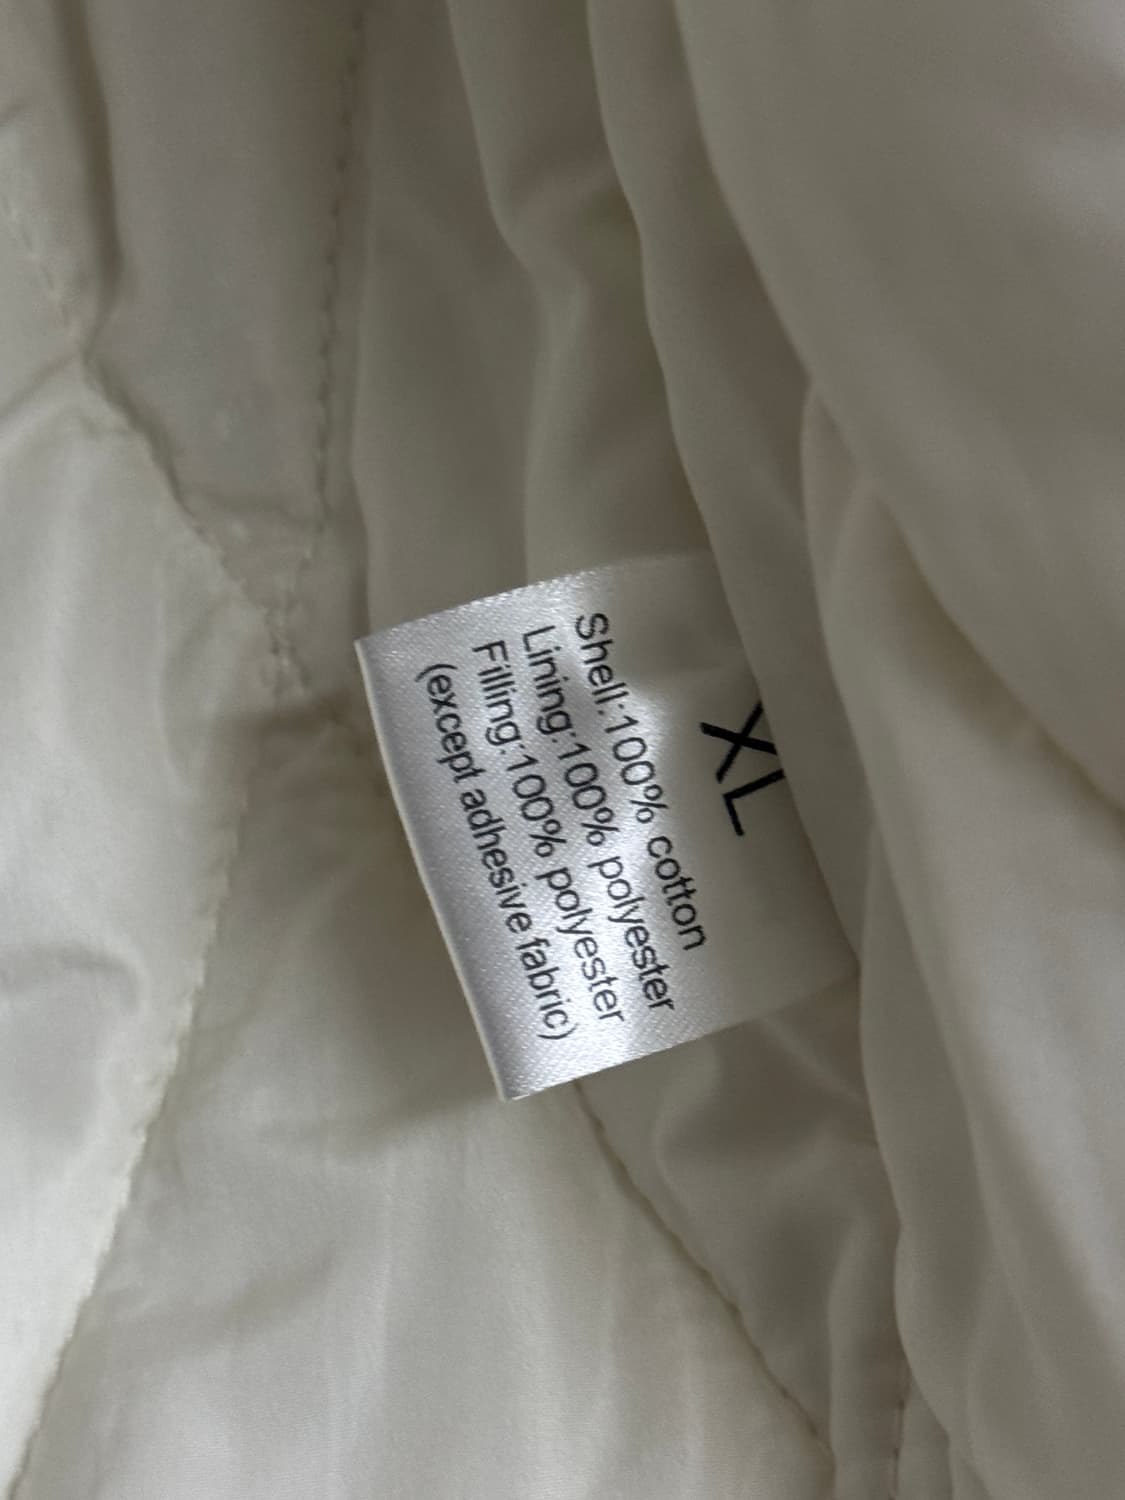 XL
Shell:100% cotton
Lining:100% polyester
Filling:100% polyester
(except adhesive fabric)